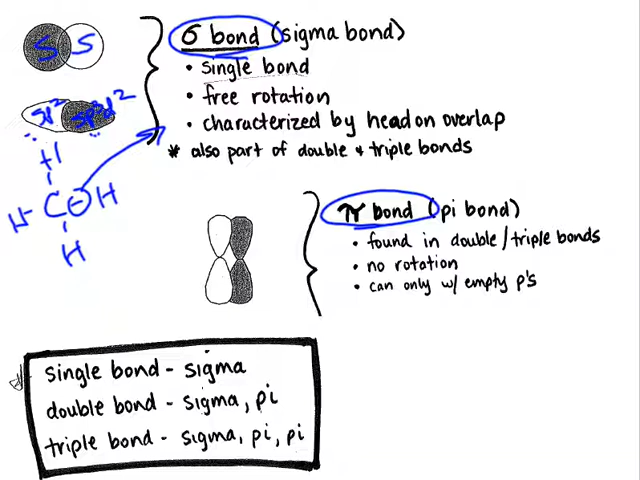 S S
σ bond (sigma bond)
• single bond
• free rotation
• characterized by head on overlap
* also part of double & triple bonds
sp² sp³d²
H
H C H
H
π bond (pi bond)
• found in double/triple bonds
• no rotation
• can only w/ empty p's
single bond - sigma
double bond - sigma, pi
triple bond - sigma, pi, pi